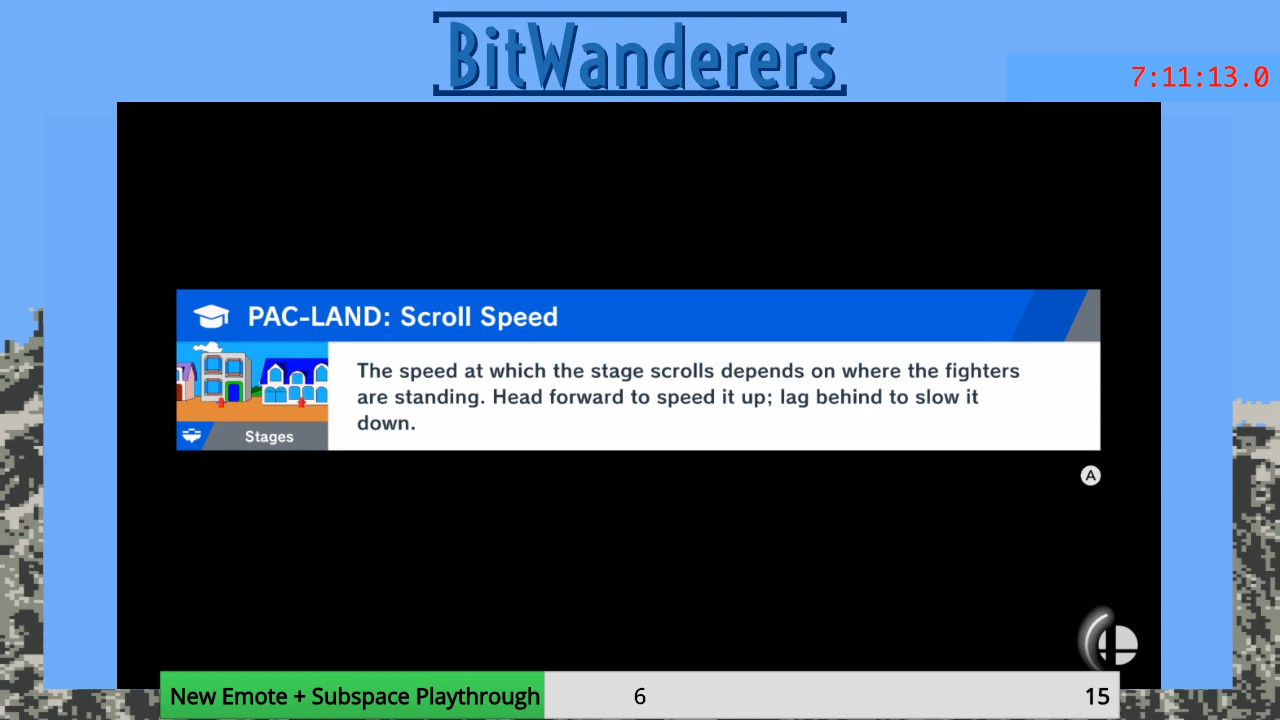 BitWanderers
7:11:13.0
PAC-LAND: Scroll Speed
The speed at which the stage scrolls depends on where the fighters
are standing. Head forward to speed it up; lag behind to slow it
down.
Stages
A
New Emote + Subspace Playthrough
6
15